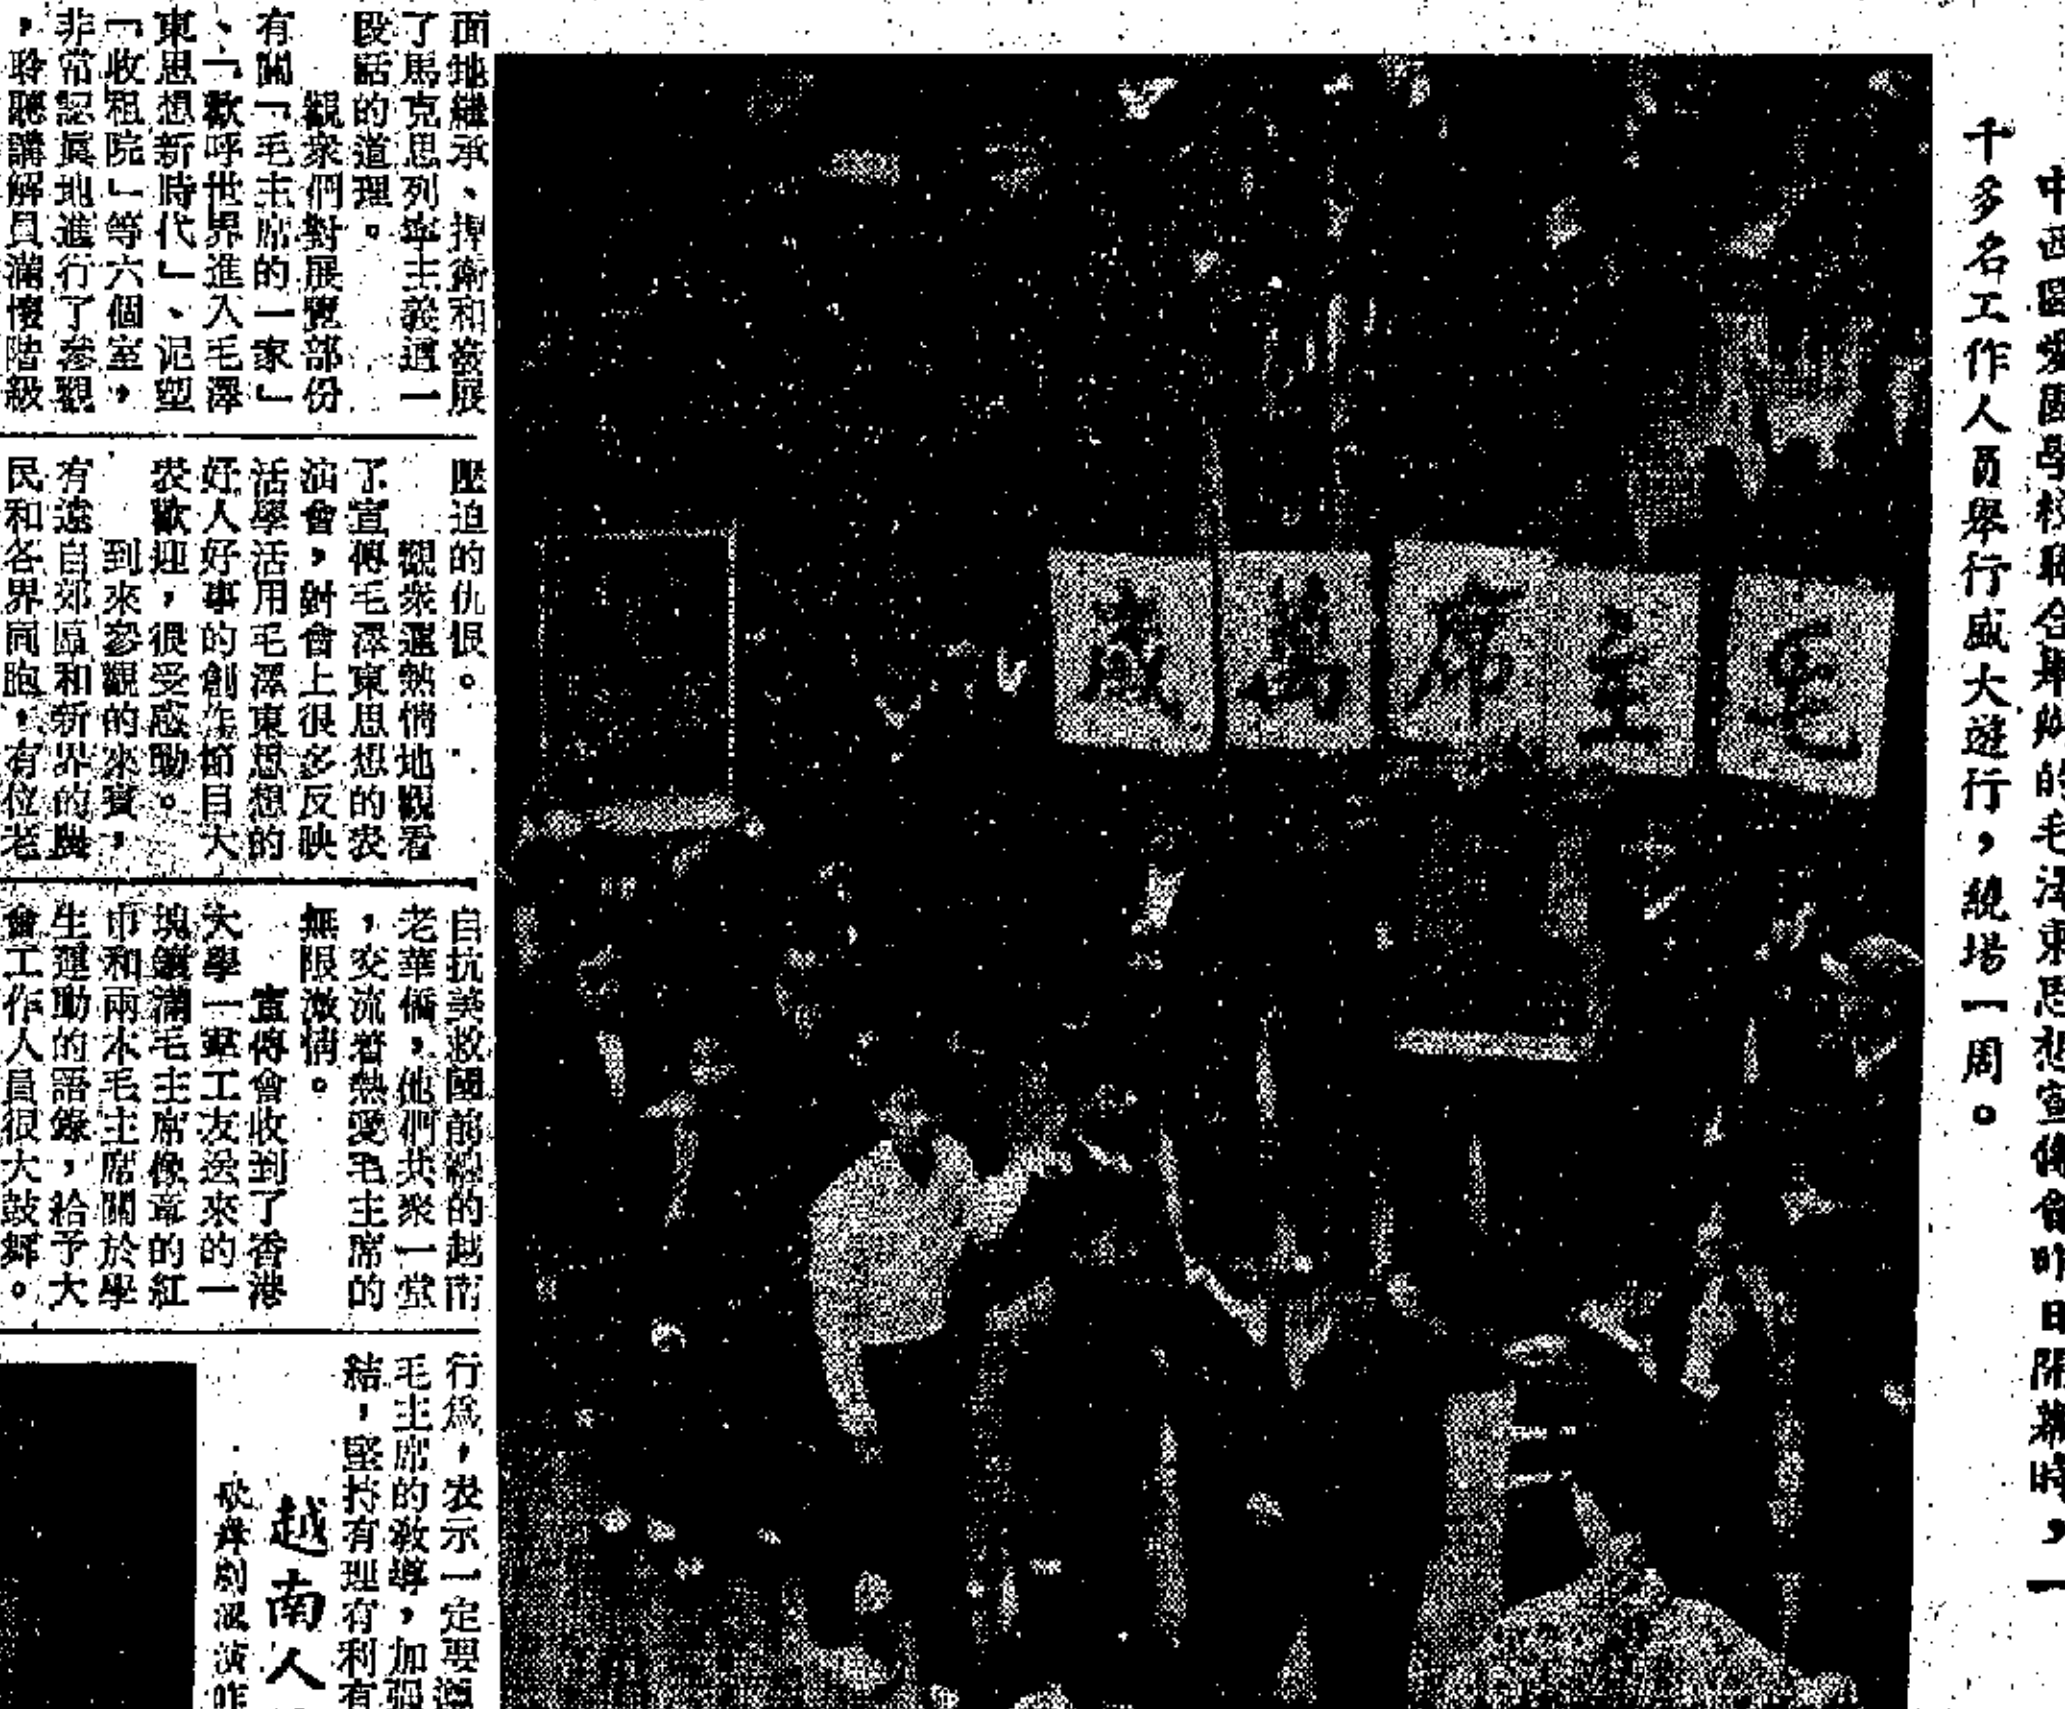 中西區愛國學校聯合舉辦的毛澤東思想宣傳會昨日開幕時,一
千多名工作人員舉行威大遊行,繞場一周。
毛主席萬歲
面地繼承、捍衛和發展
了馬克思列寧主義這一
段話的道理。
觀衆們對展覽部份
有關「毛主席的一家」
、「歡呼世界進入毛澤
東思想新時代」、泥塑
「收租院」等六個室,
非常認眞地進行了參觀
,聆聽講解員滿懷階級
壓迫的仇恨。
觀衆還熱情地觀看
了宣傳毛澤東思想的表
演會,對會上很多反映
活學活用毛澤東思想的
好人好事的創作節目大
表歡迎,很受感動。
到來參觀的來賓,
有遠自郊區和新界的農
民和各界同胞,有位老
自抗美救國前線的越南
老華僑,他們共聚一堂
,交流着熱愛毛主席的
無限激情。
宣傳會收到了香港
大學一羣工友送來的一
塊鑲滿毛主席像章的紅
巾和兩本毛主席關於學
生運動的語錄,給予大
會工作人員很大鼓舞。
行爲,表示一定要遵
毛主席的敎導,加强
結,堅持有理有利有
越南人